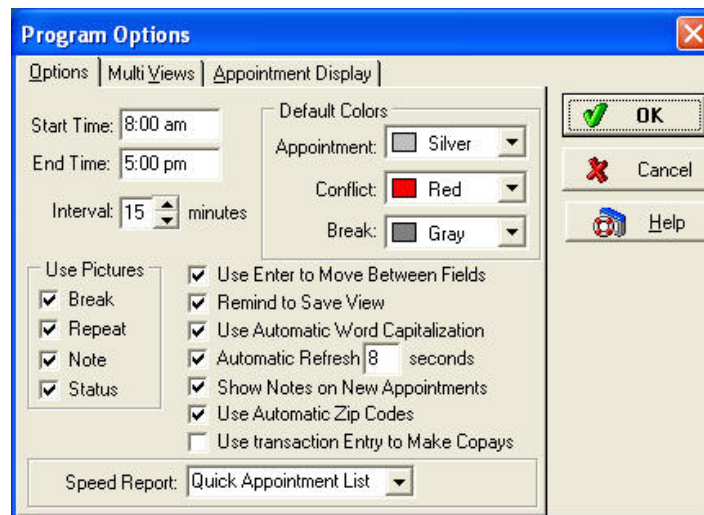 Program Options
Options Multi Views Appointment Display
Start Time: 8:00 am
End Time: 5:00 pm
Interval: 15 minutes
Default Colors
Appointment: Silver
Conflict: Red
Break: Gray
OK
Cancel
Help
Use Pictures
Break
Repeat
Note
Status
Use Enter to Move Between Fields
Remind to Save View
Use Automatic Word Capitalization
Automatic Refresh 8 seconds
Show Notes on New Appointments
Use Automatic Zip Codes
Use transaction Entry to Make Copays
Speed Report: Quick Appointment List